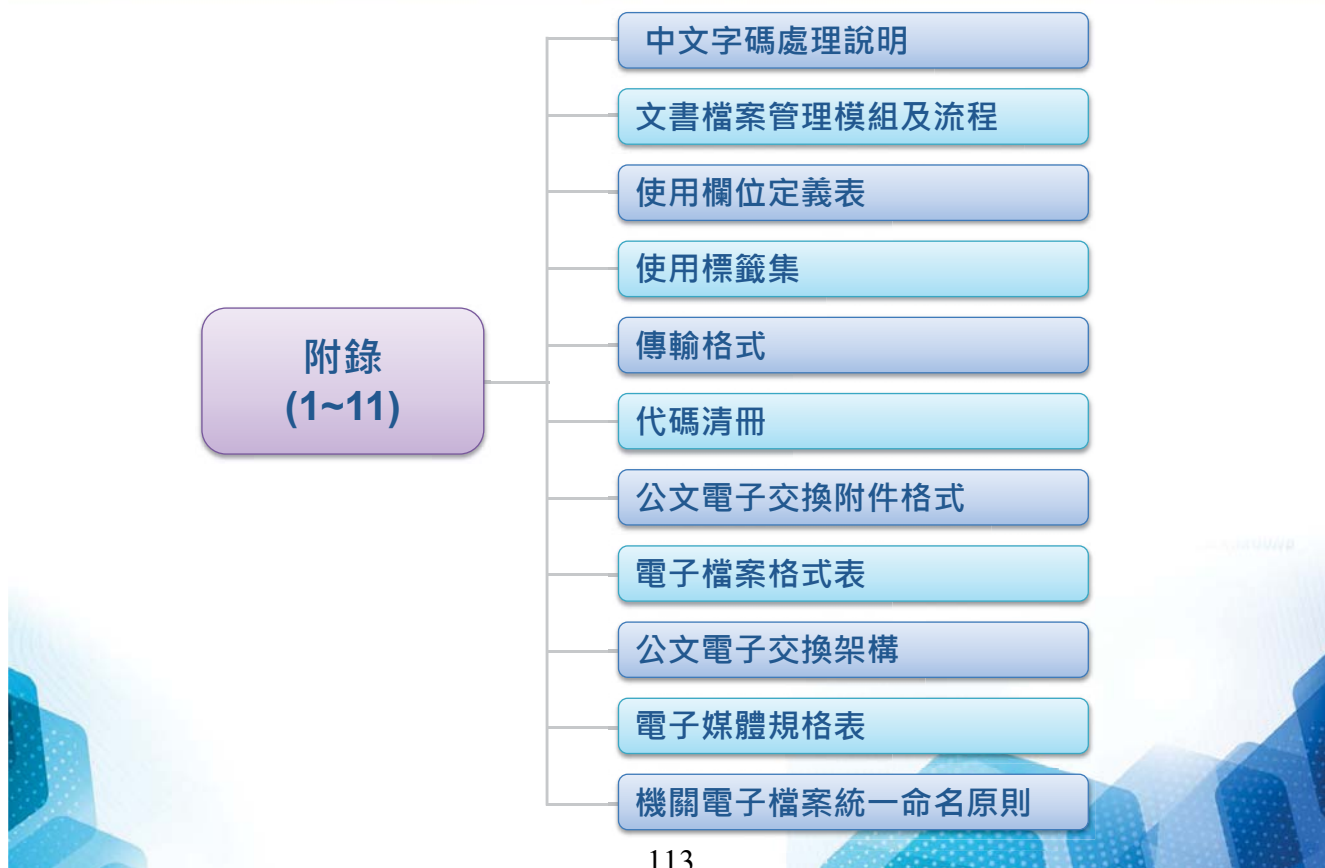 中文字碼處理說明
文書檔案管理模組及流程
使用欄位定義表
使用標籤集
傳輸格式
附錄
(1~11)
代碼清冊
公文電子交換附件格式
電子檔案格式表
公文電子交換架構
電子媒體規格表
機關電子檔案統一命名原則
113